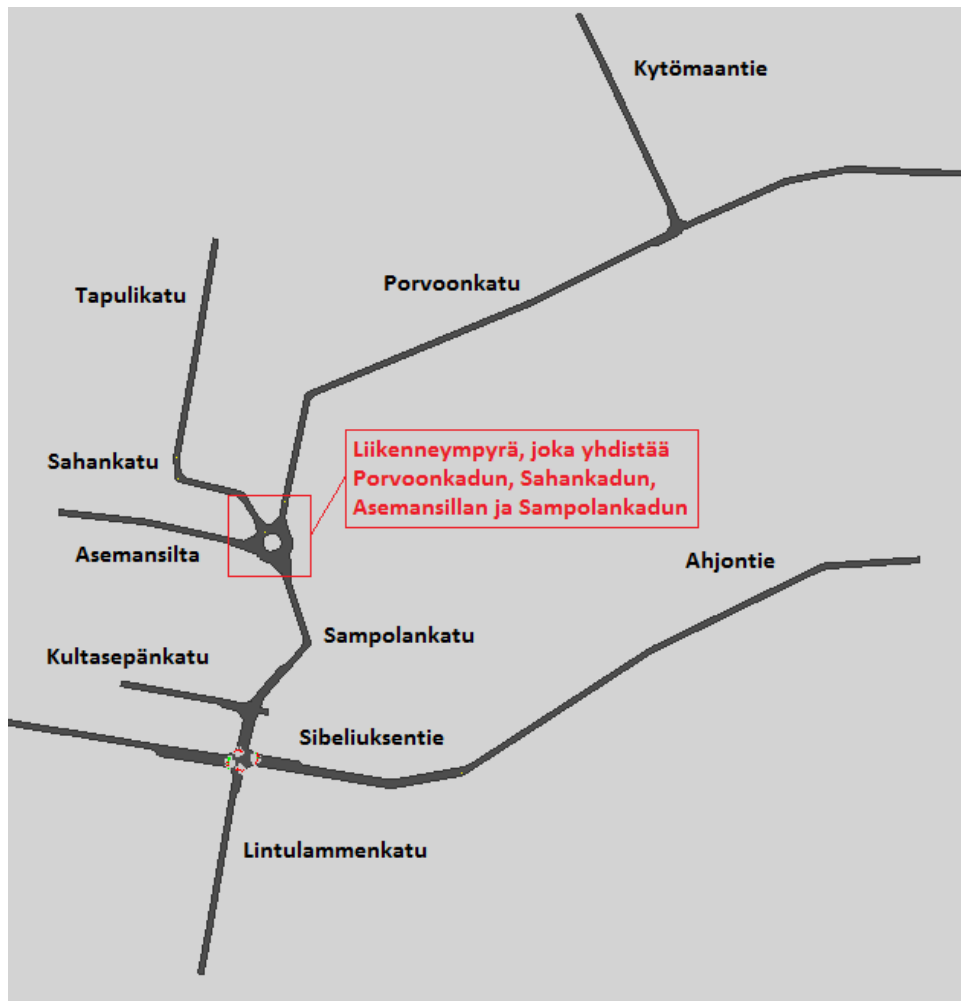 Kytömaantie
Porvoonkatu
Tapulikatu
Sahankatu
Liikenneympyrä, joka yhdistää
Porvoonkadun, Sahankadun,
Asemansillan ja Sampolankadun
Asemansilta
Ahjontie
Sampolankatu
Kultasepänkatu
Sibeliuksentie
Lintulammenkatu